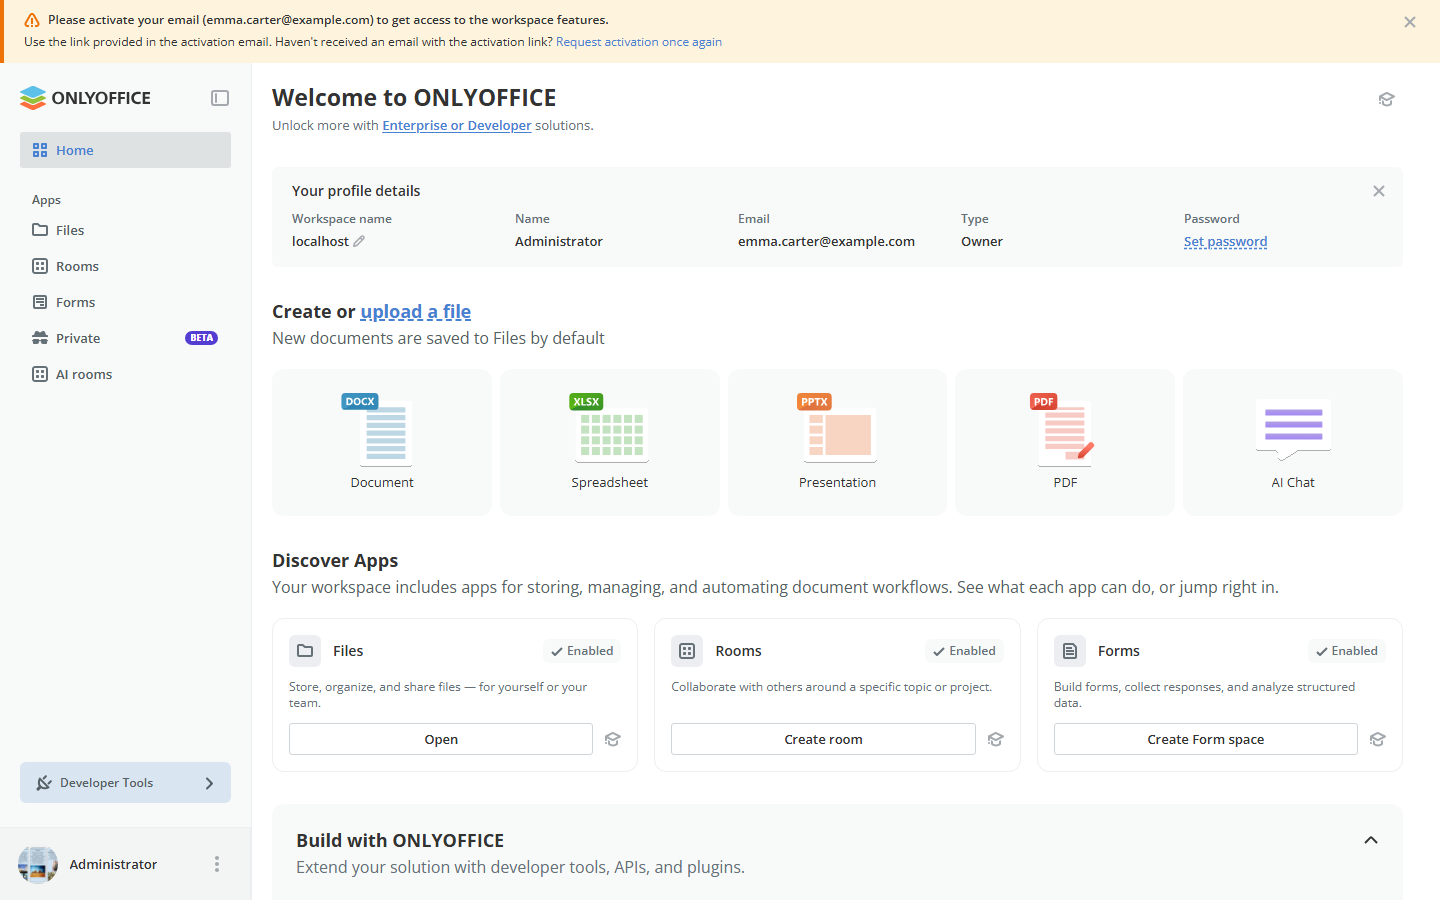 Please activate your email (emma.carter@example.com) to get access to the workspace features.
Use the link provided in the activation email. Haven't received an email with the activation link? Request activation once again
ONLYOFFICE
Home
Apps
Files
Rooms
Forms
Private
BETA
AI rooms
Developer Tools
Administrator
Welcome to ONLYOFFICE
Unlock more with Enterprise or Developer solutions.
Your profile details
Workspace name
localhost
Name
Administrator
Email
emma.carter@example.com
Type
Owner
Password
Set password
Create or upload a file
New documents are saved to Files by default
DOCX
Document
XLSX
Spreadsheet
PPTX
Presentation
PDF
PDF
AI Chat
Discover Apps
Your workspace includes apps for storing, managing, and automating document workflows. See what each app can do, or jump right in.
Files
Enabled
Store, organize, and share files — for yourself or your
team.
Open
Rooms
Enabled
Collaborate with others around a specific topic or project.
Create room
Forms
Enabled
Build forms, collect responses, and analyze structured
data.
Create Form space
Build with ONLYOFFICE
Extend your solution with developer tools, APIs, and plugins.